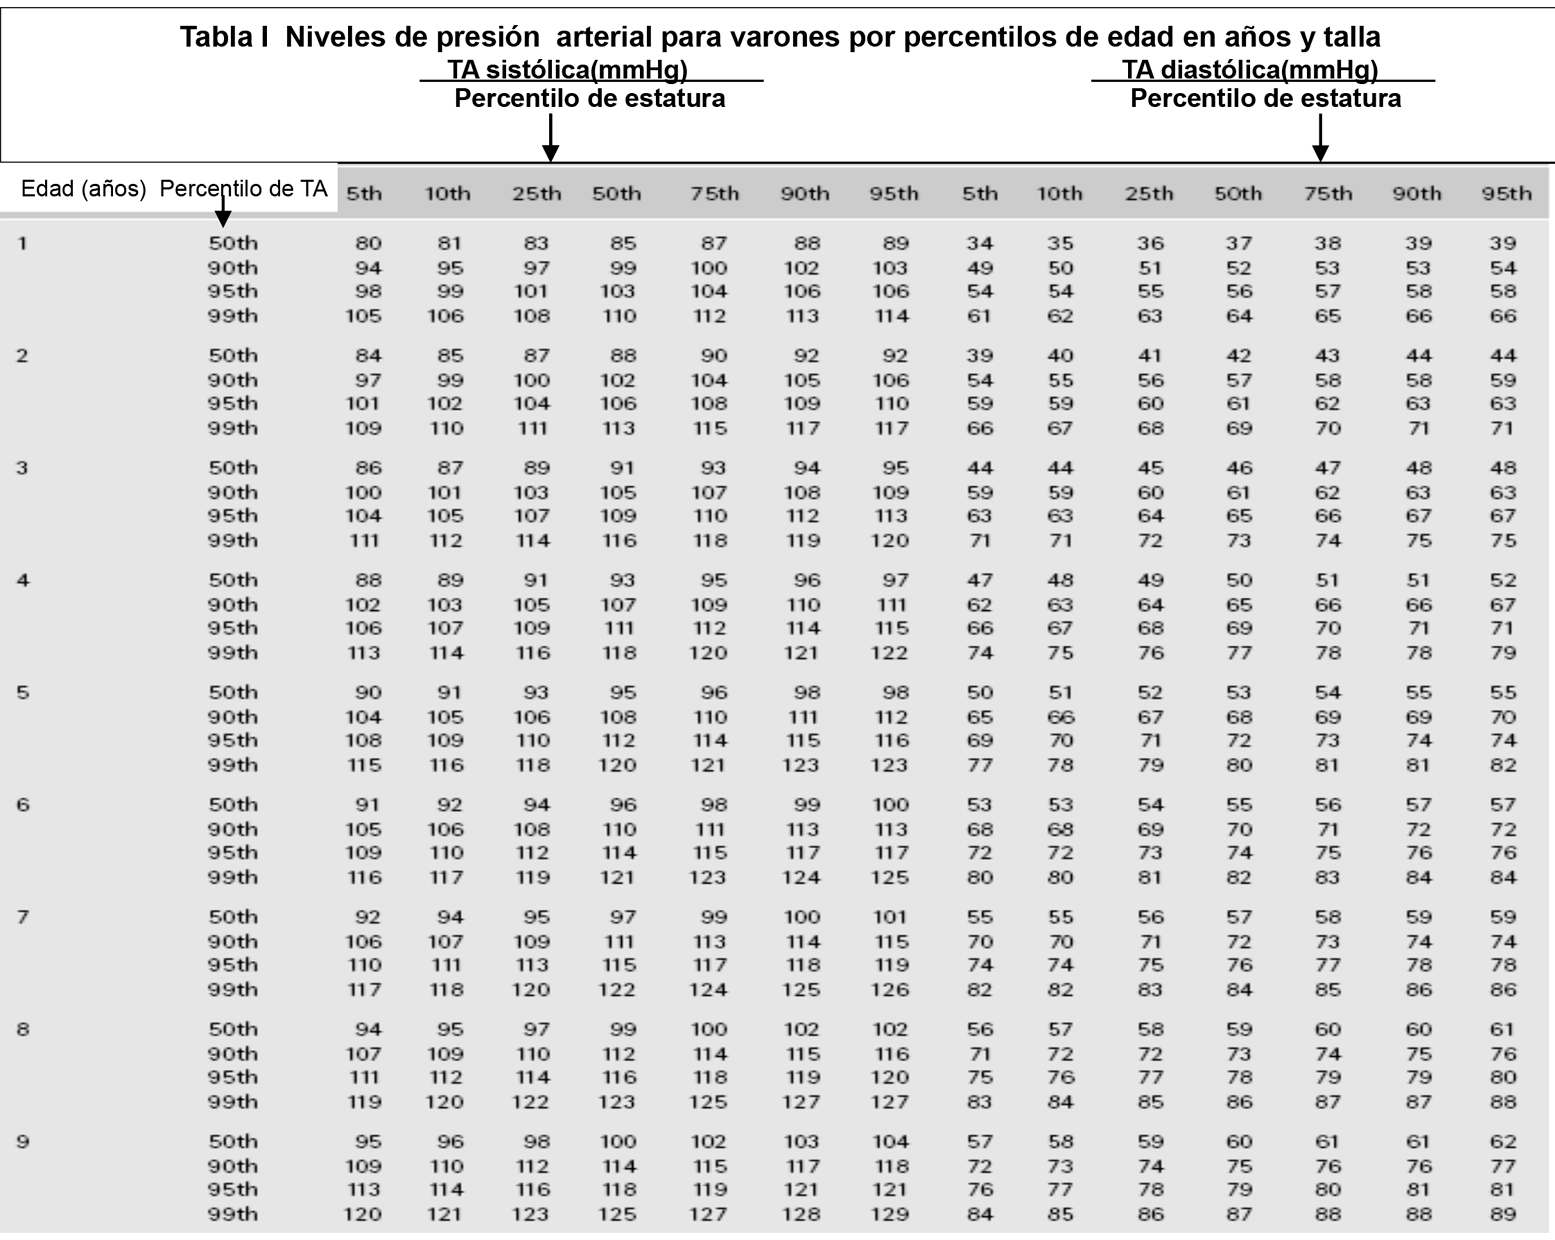 Tabla I  Niveles de presión  arterial para varones por percentilos de edad en años y talla
TA sistólica(mmHg) TA diastólica(mmHg)
Percentilo de estatura Percentilo de estatura
Edad (años) Percentilo de TA 5th 10th 25th 50th 75th 90th 95th 5th 10th 25th 50th 75th 90th 95th
1 50th 80 81 83 85 87 88 89 34 35 36 37 38 39 39
90th 94 95 97 99 100 102 103 49 50 51 52 53 53 54
95th 98 99 101 103 104 106 106 54 54 55 56 57 58 58
99th 105 106 108 110 112 113 114 61 62 63 64 65 66 66
2 50th 84 85 87 88 90 92 92 39 40 41 42 43 44 44
90th 97 99 100 102 104 105 106 54 55 56 57 58 58 59
95th 101 102 104 106 108 109 110 59 59 60 61 62 63 63
99th 109 110 111 113 115 117 117 66 67 68 69 70 71 71
3 50th 86 87 89 91 93 94 95 44 44 45 46 47 48 48
90th 100 101 103 105 107 108 109 59 59 60 61 62 63 63
95th 104 105 107 109 110 112 113 63 63 64 65 66 67 67
99th 111 112 114 116 118 119 120 71 71 72 73 74 75 75
4 50th 88 89 91 93 95 96 97 47 48 49 50 51 51 52
90th 102 103 105 107 109 110 111 62 63 64 65 66 66 67
95th 106 107 109 111 112 114 115 66 67 68 69 70 71 71
99th 113 114 116 118 120 121 122 74 75 76 77 78 78 79
5 50th 90 91 93 95 96 98 98 50 51 52 53 54 55 55
90th 104 105 106 108 110 111 112 65 66 67 68 69 69 70
95th 108 109 110 112 114 115 116 69 70 71 72 73 74 74
99th 115 116 118 120 121 123 123 77 78 79 80 81 81 82
6 50th 91 92 94 96 98 99 100 53 53 54 55 56 57 57
90th 105 106 108 110 111 113 113 68 68 69 70 71 72 72
95th 109 110 112 114 115 117 117 72 72 73 74 75 76 76
99th 116 117 119 121 123 124 125 80 80 81 82 83 84 84
7 50th 92 94 95 97 99 100 101 55 55 56 57 58 59 59
90th 106 107 109 111 113 114 115 70 70 71 72 73 74 74
95th 110 111 113 115 117 118 119 74 74 75 76 77 78 78
99th 117 118 120 122 124 125 126 82 82 83 84 85 86 86
8 50th 94 95 97 99 100 102 102 56 57 58 59 60 60 61
90th 107 109 110 112 114 115 116 71 72 72 73 74 75 76
95th 111 112 114 116 118 119 120 75 76 77 78 79 79 80
99th 119 120 122 123 125 127 127 83 84 85 86 87 87 88
9 50th 95 96 98 100 102 103 104 57 58 59 60 61 61 62
90th 109 110 112 114 115 117 118 72 73 74 75 76 76 77
95th 113 114 116 118 119 121 121 76 77 78 79 80 81 81
99th 120 121 123 125 127 128 129 84 85 86 87 88 88 89